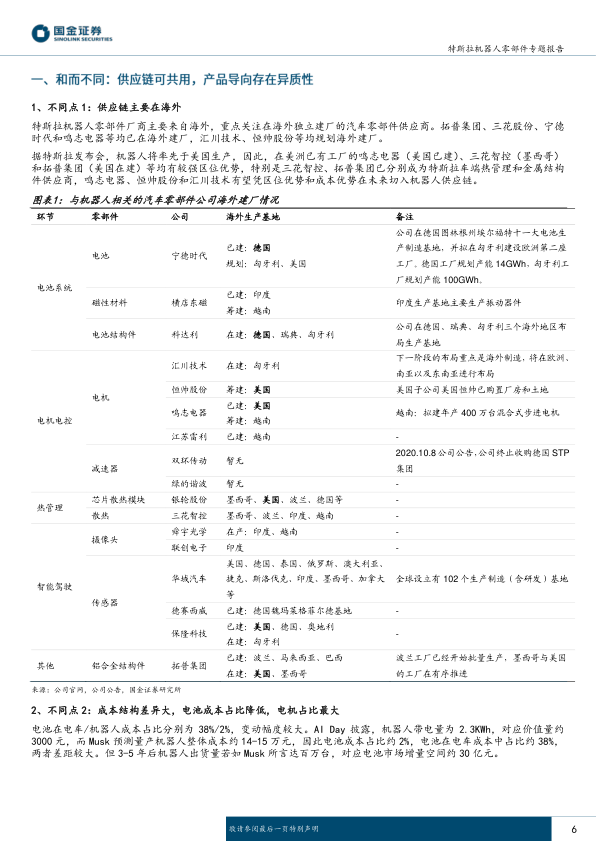 国金证券
SINOLINK SECURITIES
特斯拉机器人零部件专题报告
一、和而不同：供应链可共用，产品导向存在异质性
1、不同点 1：供应链主要在海外
特斯拉机器人零部件厂商主要来自海外，重点关注在海外独立建厂的汽车零部件供应商。拓普集团、三花股份、宁德
时代和鸣志电器等均已在海外建厂，汇川技术、恒帅股份等均规划海外建厂。
据特斯拉发布会，机器人将率先于美国生产，因此，在美洲已有工厂的鸣志电器（美国已建）、三花智控（墨西哥）
和拓普集团（美国在建）等均有较强区位优势，特别是三花智控、拓普集团已分别成为特斯拉车端热管理和金属结构
件供应商，鸣志电器、恒帅股份和汇川技术有望凭区位优势和成本优势在未来切入机器人供应链。
图表1：与机器人相关的汽车零部件公司海外建厂情况
环节 零部件 公司 海外生产基地 备注
电池系统 电池 宁德时代 已建：德国
规划：匈牙利、美国
公司在德国图林根州埃尔福特十一大电池生
产制造基地，并拟在匈牙利建设欧洲第二座
工厂。德国工厂规划产能 14GWh，匈牙利工
厂规划产能 100GWh。
磁性材料 横店东磁 已建：印度
筹建：越南
印度生产基地主要生产振动器件
电池结构件 科达利 在建：德国、瑞典、匈牙利
公司在德国、瑞典、匈牙利三个海外地区布
局生产基地
电机电控 电机 汇川技术 在建：匈牙利
下一阶段的布局重点是海外制造，将在欧洲、
南亚以及东南亚进行布局
恒帅股份 筹建：美国 美国子公司美国恒帅已购置厂房和土地
鸣志电器 已建：美国
筹建：越南
越南：拟建年产 400 万台混合式步进电机
江苏雷利 已建：越南 -
减速器 双环传动 暂无
2020.10.8 公司公告，公司终止收购德国 STP
集团
绿的谐波 暂无 -
热管理 芯片散热模块 银轮股份 墨西哥、美国、波兰、德国等 -
散热 三花智控 墨西哥、波兰、印度、越南 -
智能驾驶 摄像头 舜宇光学 在产：印度、越南 -
联创电子 印度 -
传感器 华域汽车 美国、德国、泰国、俄罗斯、澳大利亚、
捷克、斯洛伐克、印度、墨西哥、加拿大
等
全球设立有 102 个生产制造（含研发）基地
德赛西威 已建：德国魏玛莱格菲尔德基地 -
保隆科技 已建：美国、德国、奥地利
在建：匈牙利
-
其他 铝合金结构件 拓普集团 已建：波兰、马来西亚、巴西
在建：美国、墨西哥
波兰工厂已经开始批量生产，墨西哥与美国
的工厂在有序推进
来源：公司官网，公司公告，国金证券研究所
2、不同点 2：成本结构差异大，电池成本占比降低，电机占比最大
电池在电车/机器人成本占比分别为 38%/2%，变动幅度较大。AI Day 披露，机器人带电量为 2.3KWh，对应价值量约
3000 元，而 Musk 预测量产机器人整体成本约 14-15 万元，因此电池成本占比约 2%，电池在电车成本中占比约 38%，
两者差距较大。但 3-5 年后机器人出货量若如 Musk 所言达百万台，对应电池市场增量空间约 30 亿元。
敬请参阅最后一页特别声明
6